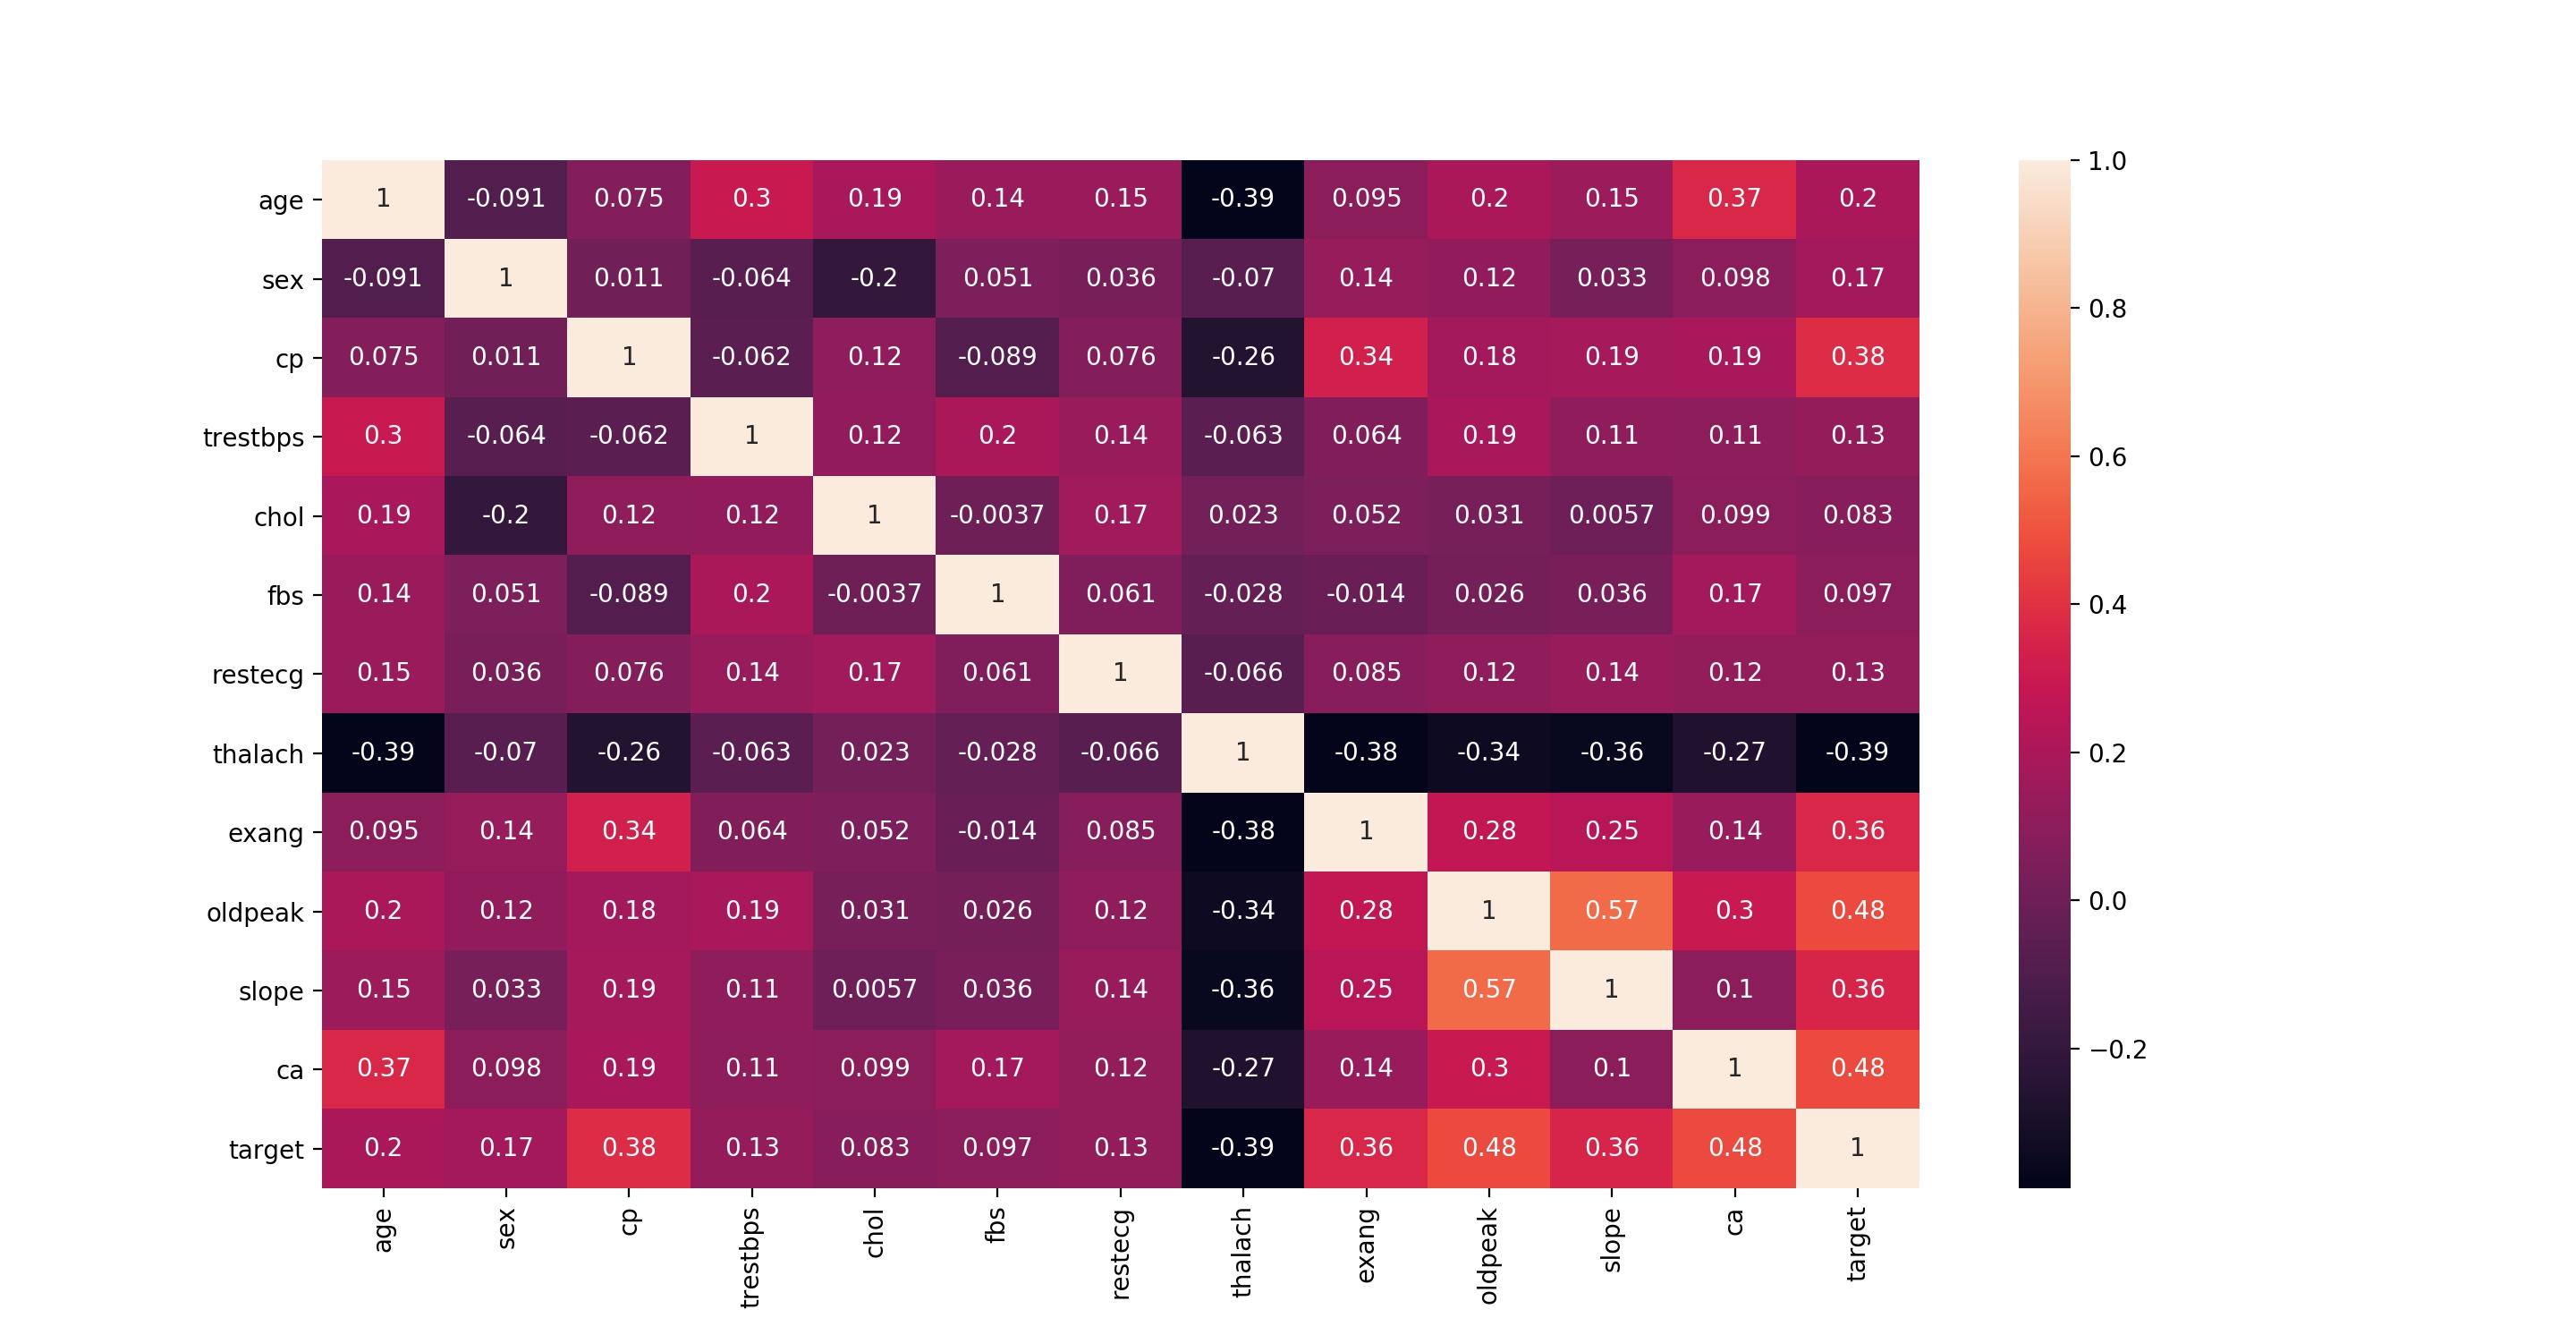 age 1 -0.091 0.075 0.3 0.19 0.14 0.15 -0.39 0.095 0.2 0.15 0.37 0.2
sex -0.091 1 0.011 -0.064 -0.2 0.051 0.036 -0.07 0.14 0.12 0.033 0.098 0.17
cp 0.075 0.011 1 -0.062 0.12 -0.089 0.076 -0.26 0.34 0.18 0.19 0.19 0.38
trestbps 0.3 -0.064 -0.062 1 0.12 0.2 0.14 -0.063 0.064 0.19 0.11 0.11 0.13
chol 0.19 -0.2 0.12 0.12 1 -0.0037 0.17 0.023 0.052 0.031 0.0057 0.099 0.083
fbs 0.14 0.051 -0.089 0.2 -0.0037 1 0.061 -0.028 -0.014 0.026 0.036 0.17 0.097
restecg 0.15 0.036 0.076 0.14 0.17 0.061 1 -0.066 0.085 0.12 0.14 0.12 0.13
thalach -0.39 -0.07 -0.26 -0.063 0.023 -0.028 -0.066 1 -0.38 -0.34 -0.36 -0.27 -0.39
exang 0.095 0.14 0.34 0.064 0.052 -0.014 0.085 -0.38 1 0.28 0.25 0.14 0.36
oldpeak 0.2 0.12 0.18 0.19 0.031 0.026 0.12 -0.34 0.28 1 0.57 0.3 0.48
slope 0.15 0.033 0.19 0.11 0.0057 0.036 0.14 -0.36 0.25 0.57 1 0.1 0.36
ca 0.37 0.098 0.19 0.11 0.099 0.17 0.12 -0.27 0.14 0.3 0.1 1 0.48
target 0.2 0.17 0.38 0.13 0.083 0.097 0.13 -0.39 0.36 0.48 0.36 0.48 1
age sex cp trestbps chol fbs restecg thalach exang oldpeak slope ca target
1.0
0.8
0.6
0.4
0.2
0.0
−0.2